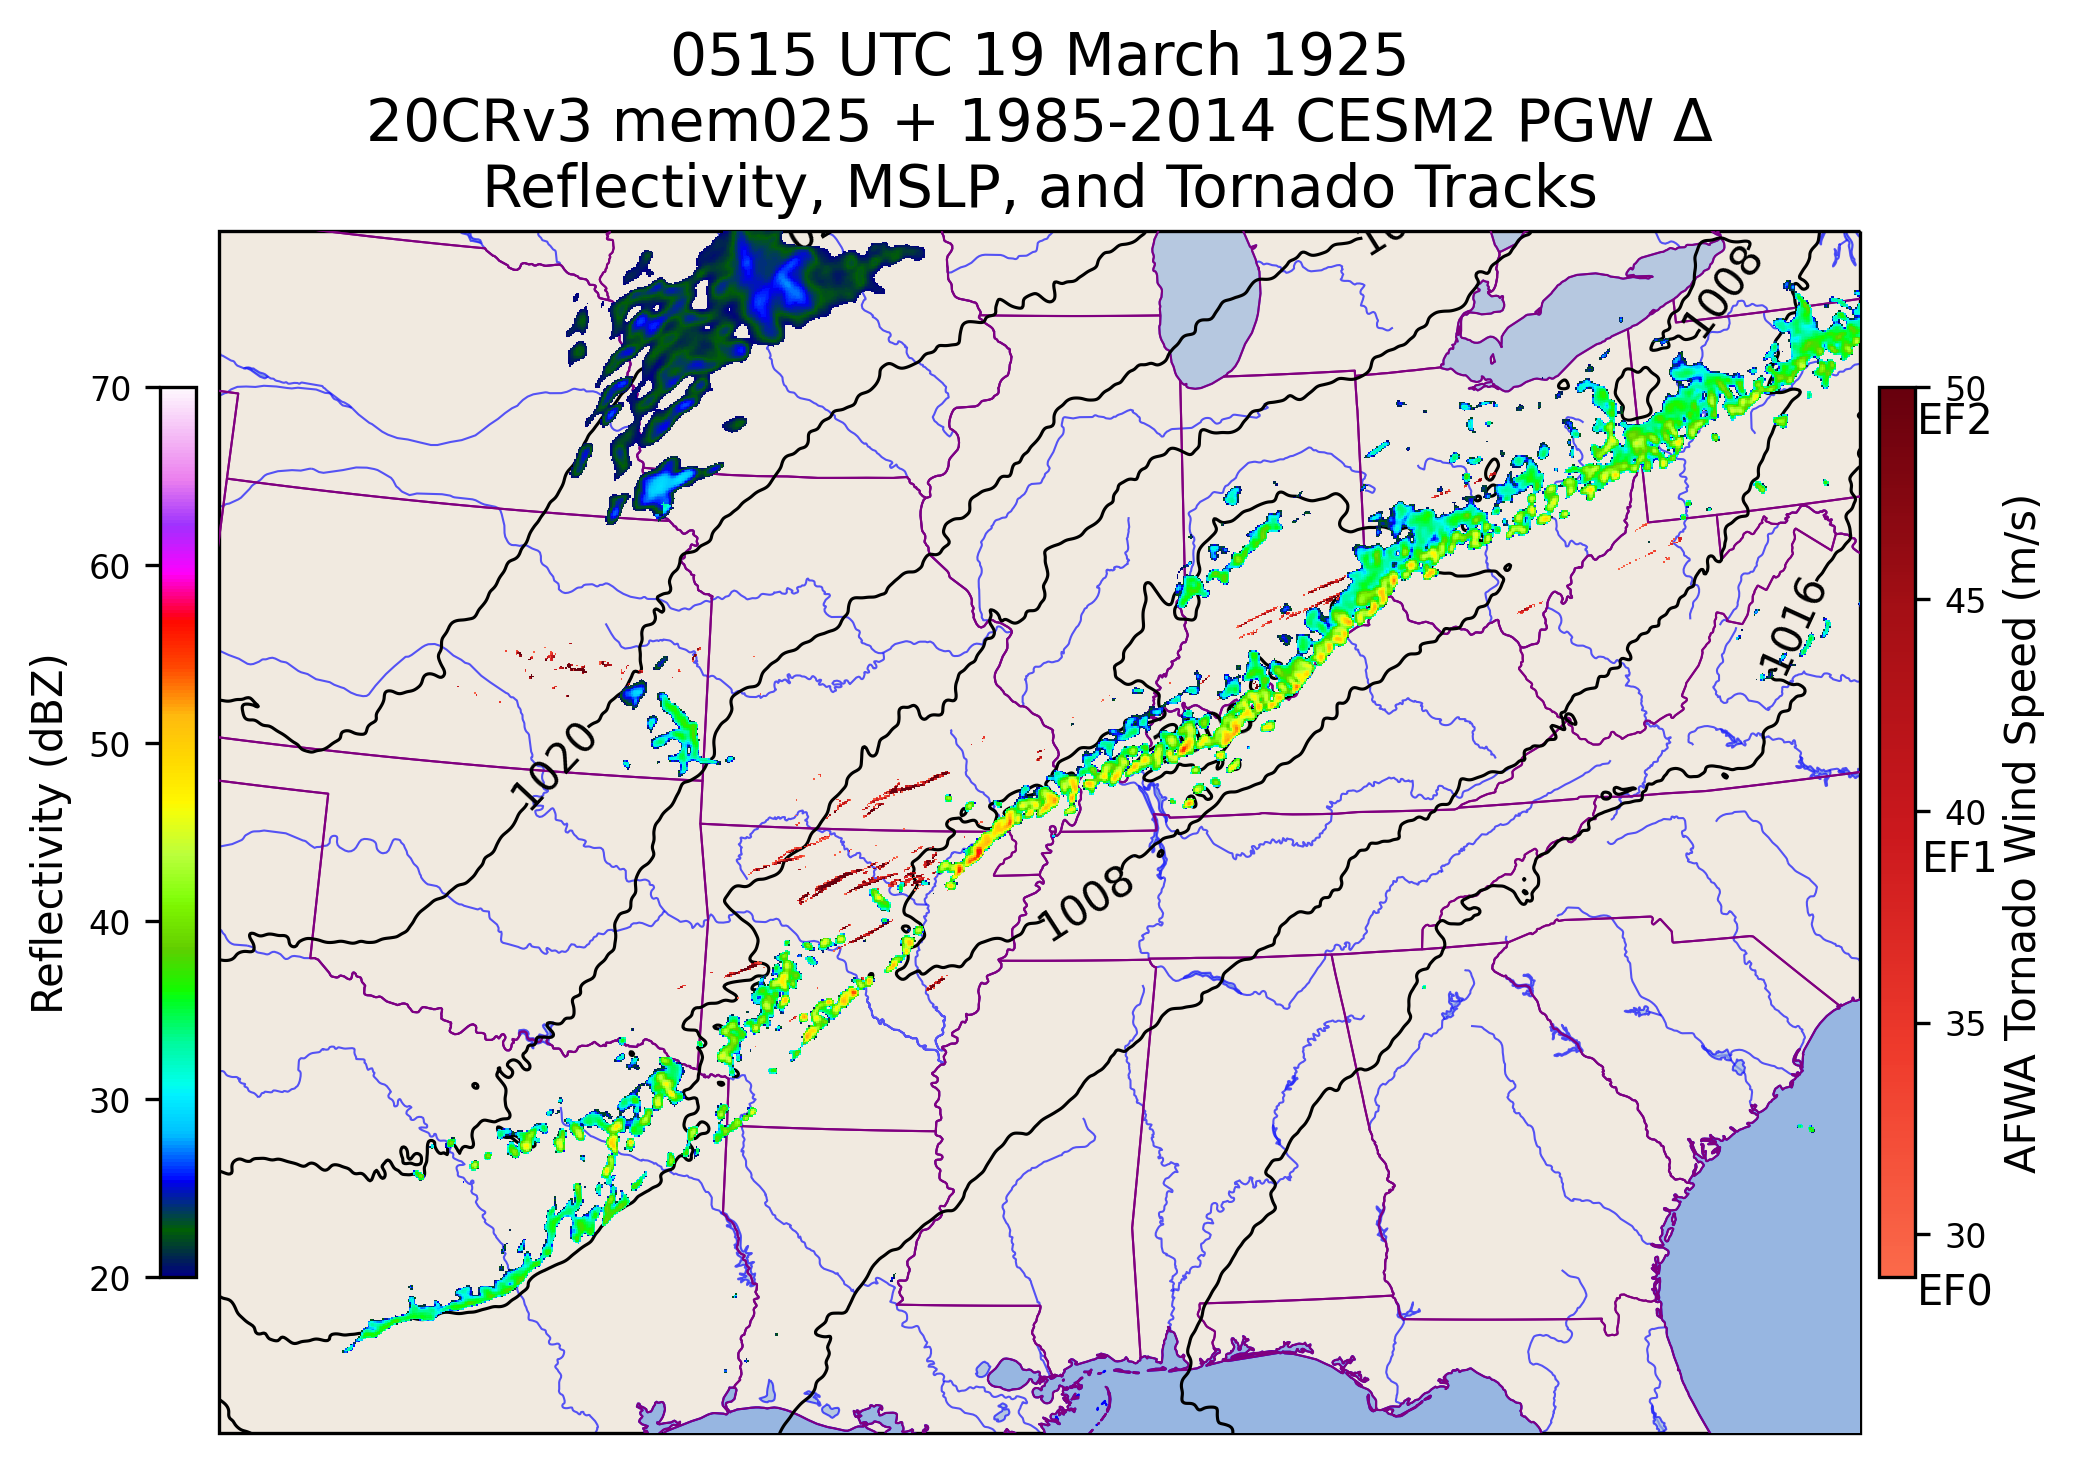 0515 UTC 19 March 1925
20CRv3 mem025 + 1985-2014 CESM2 PGW Δ
Reflectivity, MSLP, and Tornado Tracks
1008
1016
1020
1008
70
60
50
40
30
20
Reflectivity (dBZ)
50
EF2
45
40
EF1
35
30
EF0
AFWA Tornado Wind Speed (m/s)